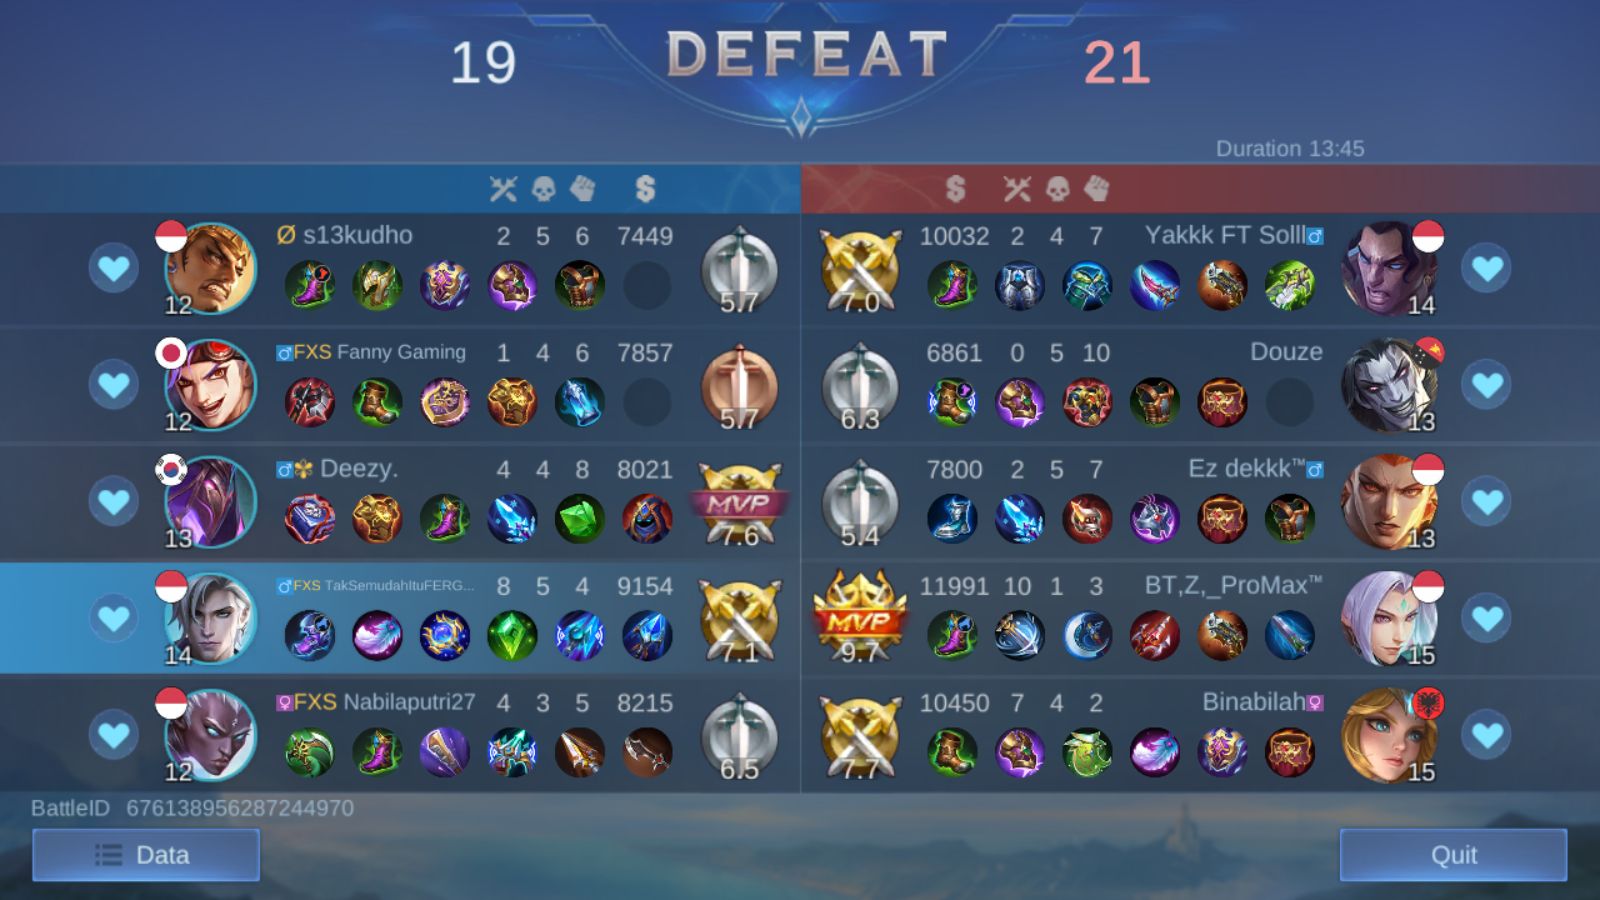 19 DEFEAT 21
Duration 13:45
Ø s13kudho 2 5 6 7449 5.7
12
10032 2 4 7 Yakkk FT Solll 7.0
14
FXS Fanny Gaming 1 4 6 7857 5.7
12
6861 0 5 10 Douze 6.3
13
Deezy. 4 4 8 8021 MVP 7.6
13
7800 2 5 7 Ez dekkk™ 5.4
13
FXS TakSemudahItuFERG... 8 5 4 9154 7.1
14
11991 10 1 3 BT,Z,_ProMax™ MVP 9.7
15
FXS Nabilaputri27 4 3 5 8215 6.5
12
10450 7 4 2 Binabilah 7.7
15
BattleID 676138956287244970
Data
Quit